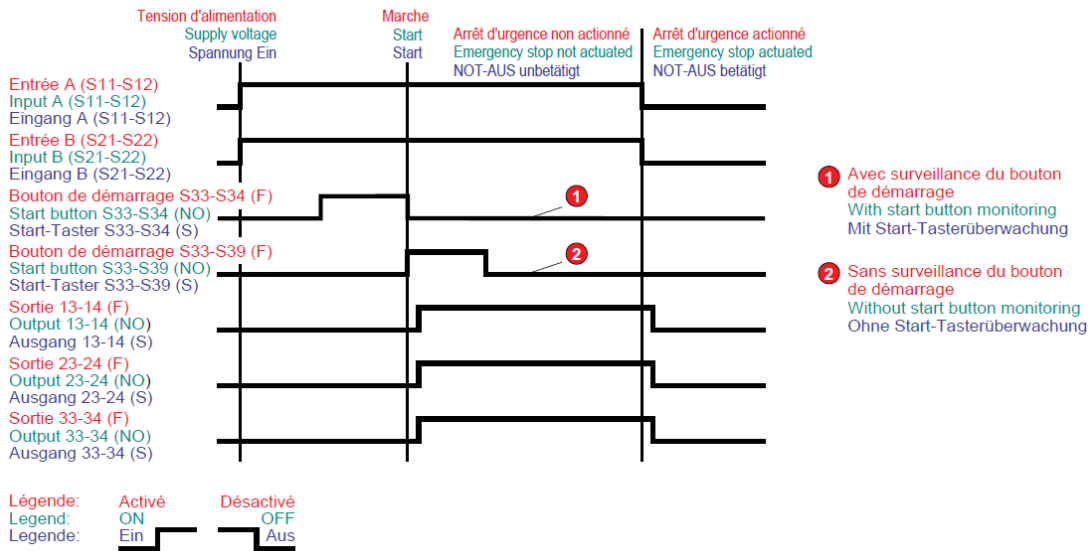 Tension d'alimentation
Supply voltage
Spannung Ein
Marche
Start
Start
Arrêt d'urgence non actionné
Emergency stop not actuated
NOT-AUS unbetätigt
Arrêt d'urgence actionné
Emergency stop actuated
NOT-AUS betätigt
Entrée A (S11-S12)
Input A (S11-S12)
Eingang A (S11-S12)
Entrée B (S21-S22)
Input B (S21-S22)
Eingang B (S21-S22)
Bouton de démarrage S33-S34 (F)
Start button S33-S34 (NO)
Start-Taster S33-S34 (S)
1
Bouton de démarrage S33-S39 (F)
Start button S33-S39 (NO)
Start-Taster S33-S39 (S)
2
Sortie 13-14 (F)
Output 13-14 (NO)
Ausgang 13-14 (S)
Sortie 23-24 (F)
Output 23-24 (NO)
Ausgang 23-24 (S)
Sortie 33-34 (F)
Output 33-34 (NO)
Ausgang 33-34 (S)
1 Avec surveillance du bouton
de démarrage
With start button monitoring
Mit Start-Tasterüberwachung
2 Sans surveillance du bouton
de démarrage
Without start button monitoring
Ohne Start-Tasterüberwachung
Légende: Activé Désactivé
Legend: ON OFF
Legende: Ein Aus